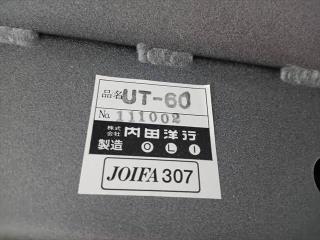 品名 UT-60
No. 111002
株式会社 内田洋行
製造 O L I
JOIFA 307